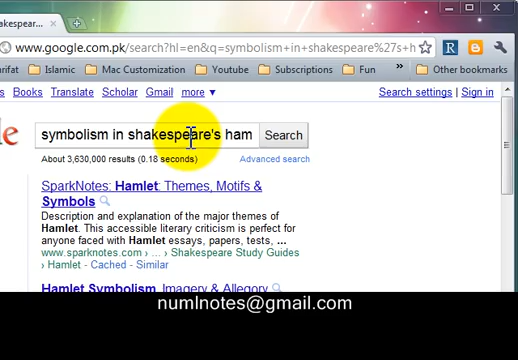 akespear
www.google.com.pk/search?hl=en&q=symbolism+in+shakespeare%27s+h
arifat Islamic Mac Customization Youtube Subscriptions Fun » Other bookmarks
s Books Translate Scholar Gmail more ▼ Search settings | Sign in
le symbolism in shakespeare's ham Search
About 3,630,000 results (0.18 seconds) Advanced search
SparkNotes: Hamlet: Themes, Motifs &
Symbols
Description and explanation of the major themes of
Hamlet. This accessible literary criticism is perfect for
anyone faced with Hamlet essays, papers, tests, ...
www.sparknotes.com › ... › Shakespeare Study Guides
› Hamlet - Cached - Similar
Hamlet Symbolism, Imagery & Allegory
numlnotes@gmail.com